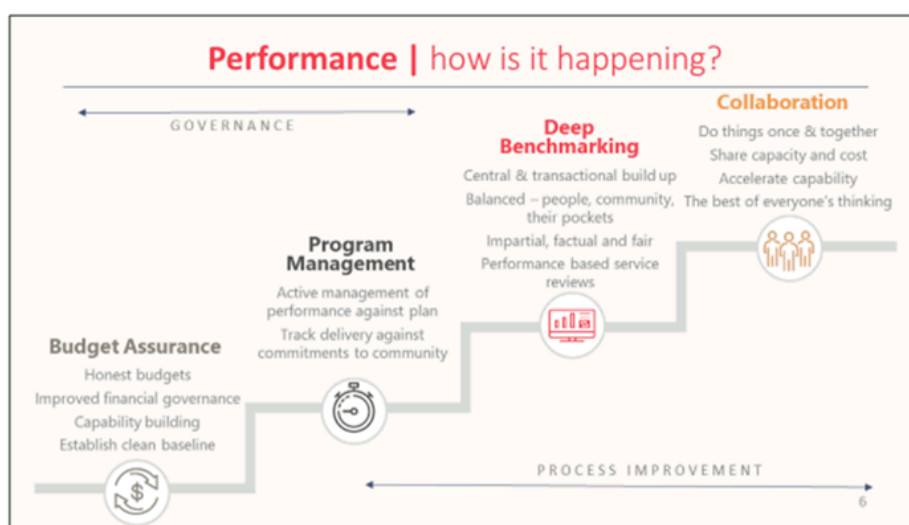 Performance | how is it happening?
GOVERNANCE
Budget Assurance
Honest budgets
Improved financial governance
Capability building
Establish clean baseline
$
Program
Management
Active management of
performance against plan
Track delivery against
commitments to community
Deep
Benchmarking
Central & transactional build up
Balanced – people, community,
their pockets
Impartial, factual and fair
Performance based service
reviews
Collaboration
Do things once & together
Share capacity and cost
Accelerate capability
The best of everyone's thinking
PROCESS IMPROVEMENT
6